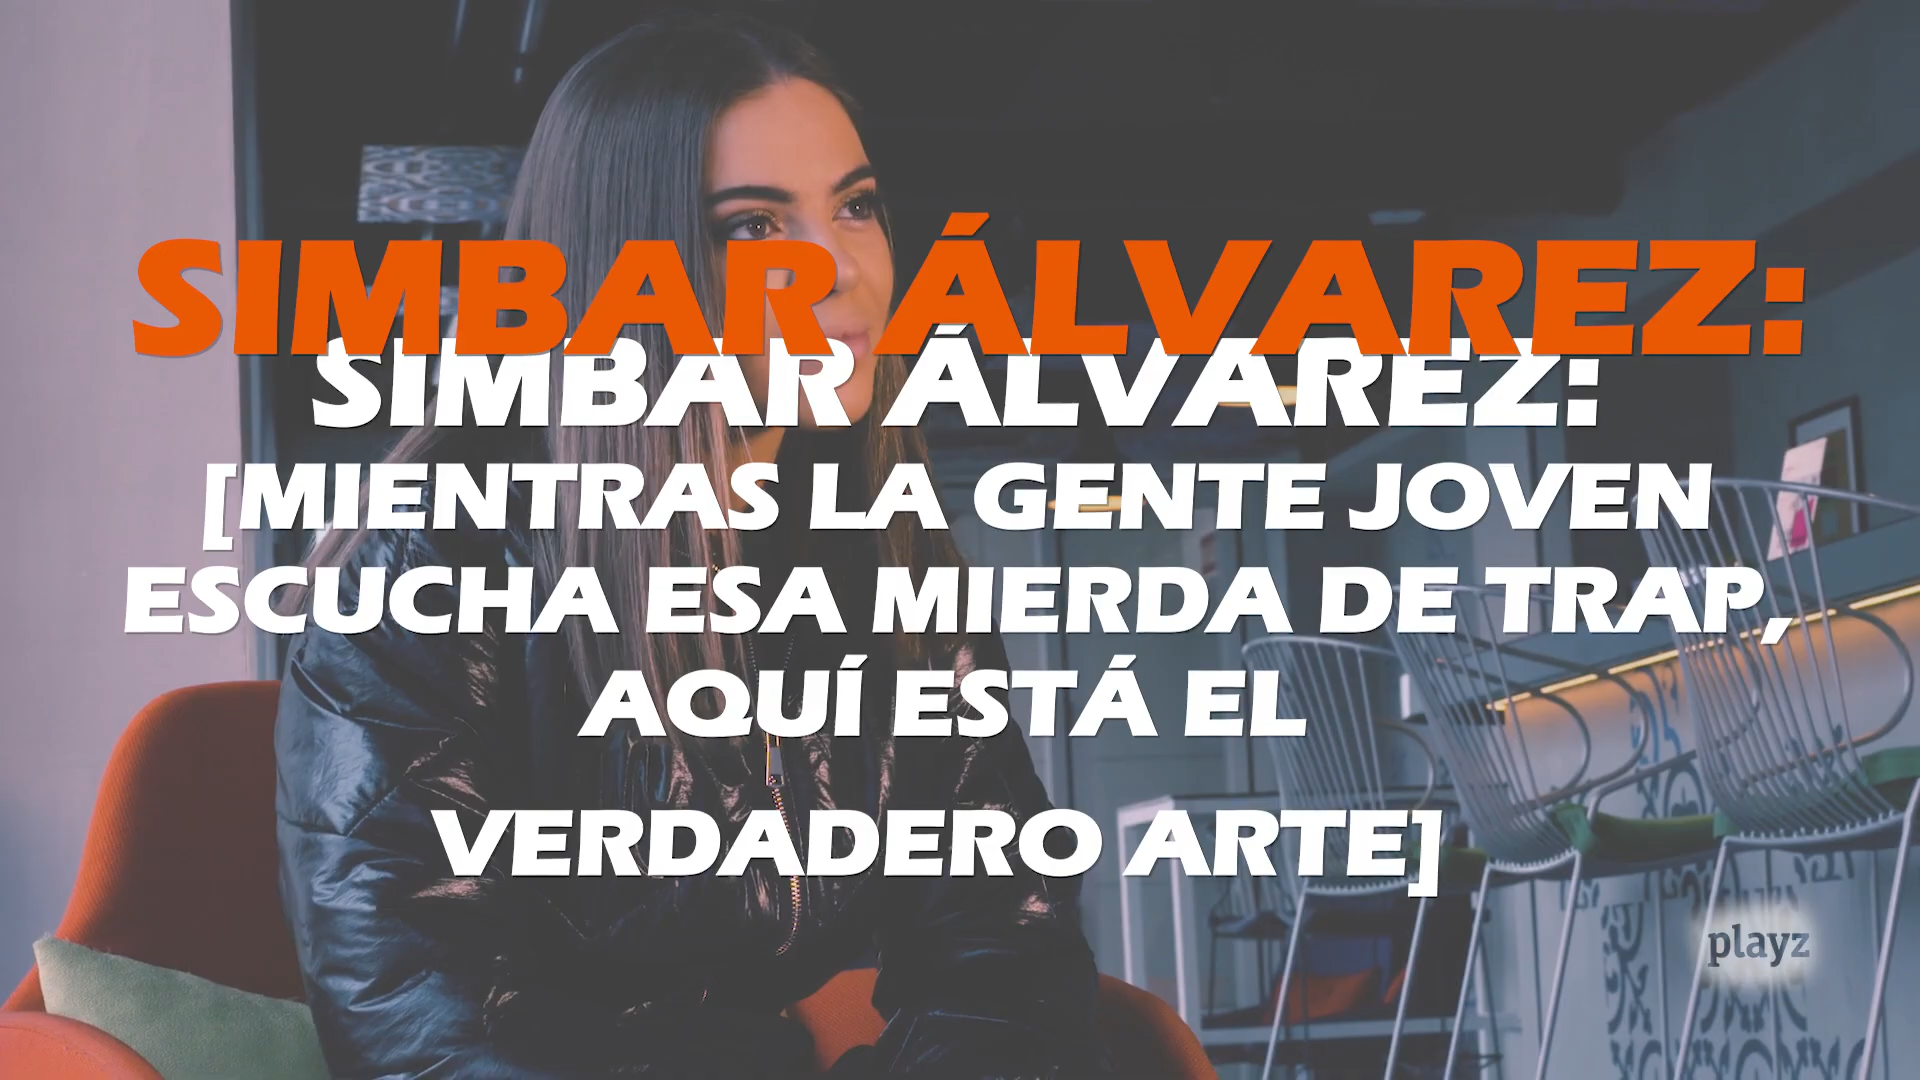 SIMBAR ÁLVAREZ:
SIMBAR ÁLVAREZ:
[MIENTRAS LA GENTE JOVEN
ESCUCHA ESA MIERDA DE TRAP,
AQUÍ ESTÁ EL
VERDADERO ARTE]
playz